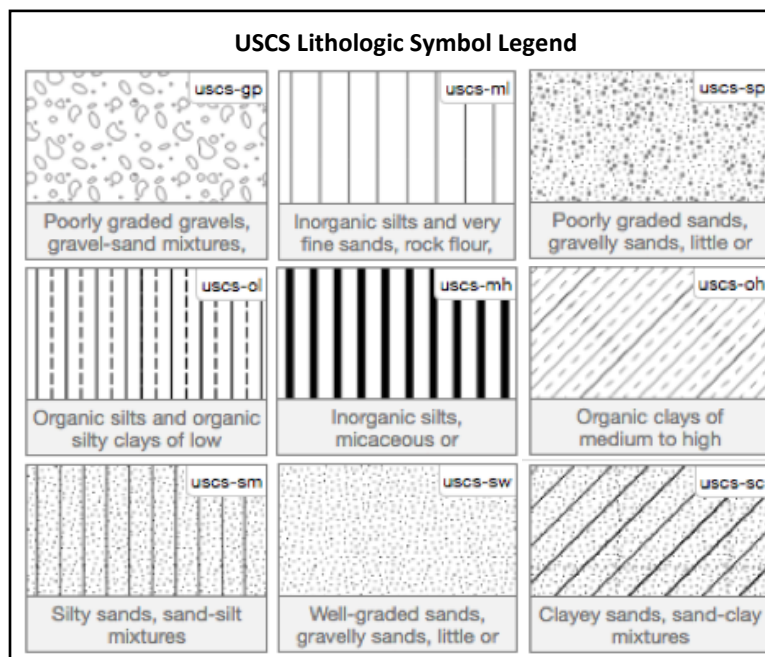 USCS Lithologic Symbol Legend
uscs-gp
Poorly graded gravels,
gravel-sand mixtures,
uscs-ml
Inorganic silts and very
fine sands, rock flour,
uscs-sp
Poorly graded sands,
gravelly sands, little or
uscs-ol
Organic silts and organic
silty clays of low
uscs-mh
Inorganic silts,
micaceous or
uscs-oh
Organic clays of
medium to high
uscs-sm
Silty sands, sand-silt
mixtures
uscs-sw
Well-graded sands,
gravelly sands, little or
uscs-sc
Clayey sands, sand-clay
mixtures